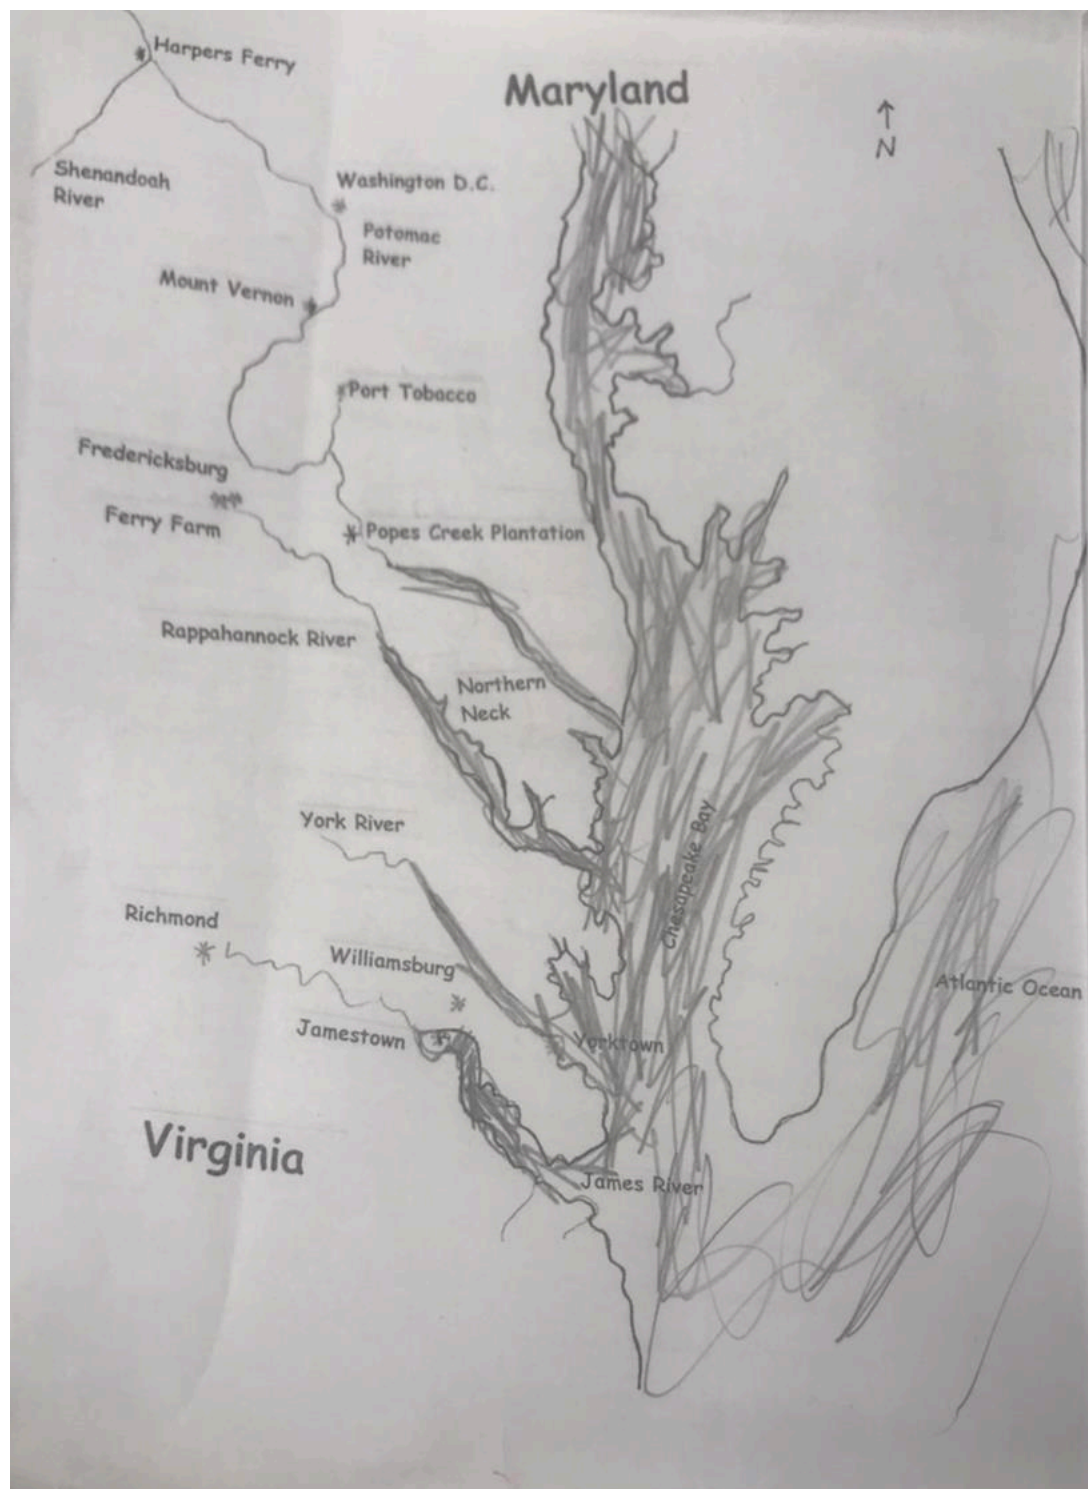 Harpers Ferry
Maryland
N
Shenandoah
River
Washington D.C.
Potomac
River
Mount Vernon
Port Tobacco
Fredericksburg
Ferry Farm
Popes Creek Plantation
Rappahannock River
Northern
Neck
York River
Chesapeake Bay
Richmond
Williamsburg
Atlantic Ocean
Jamestown
Yorktown
Virginia
James River